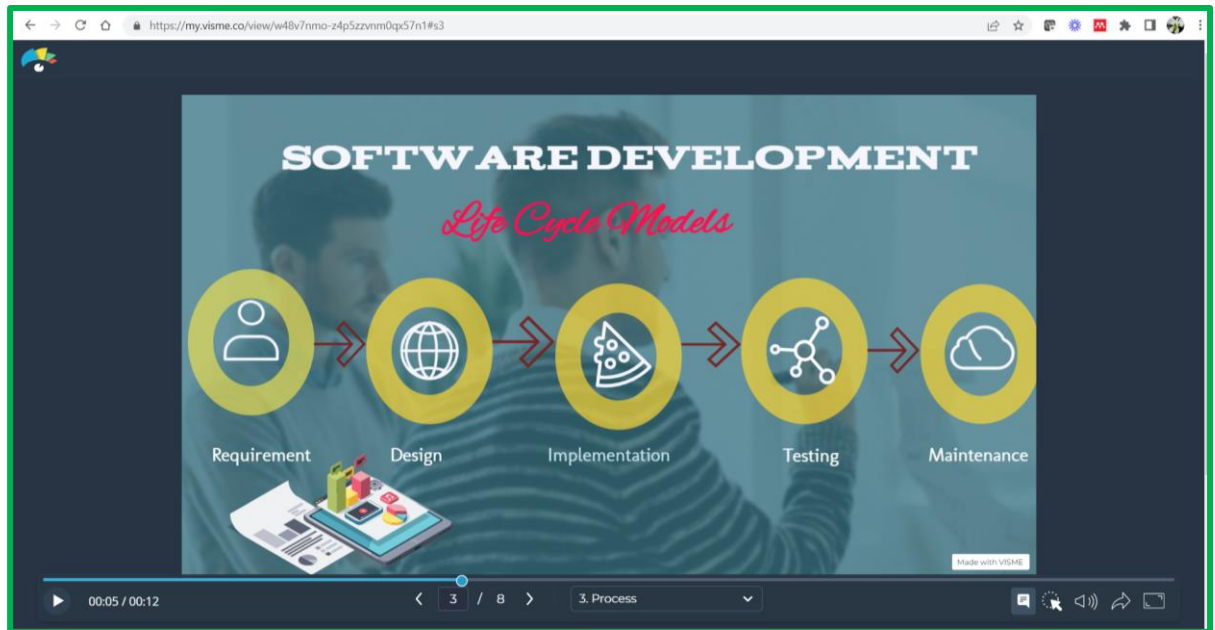 https://my.visme.co/view/w48v7nmo-z4p5zzvnm0qx57n1#s3
SOFTWARE DEVELOPMENT
Life Cycle Models
Requirement Design Implementation Testing Maintenance
Made with VISME
00:05 / 00:12 3 / 8 3. Process